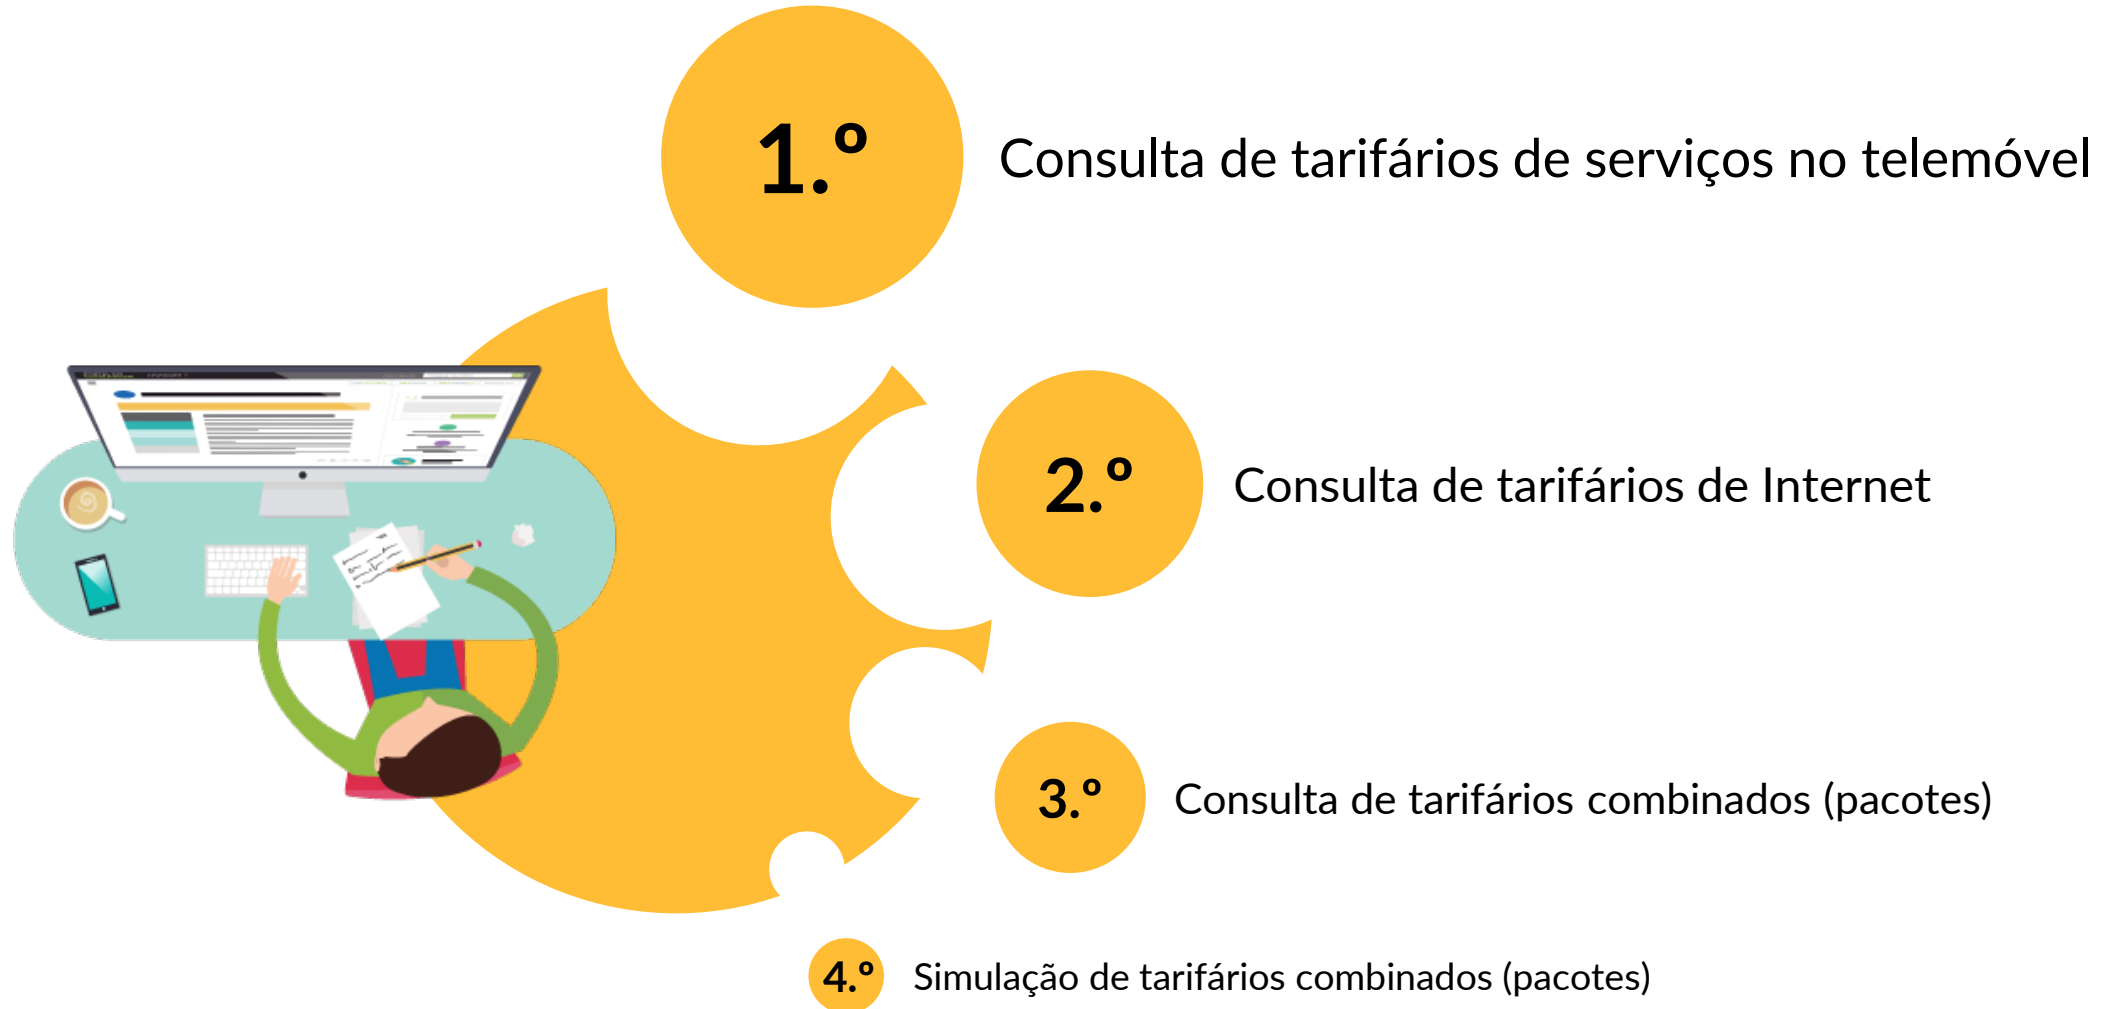 1.º
Consulta de tarifários de serviços no telemóvel
2.º
Consulta de tarifários de Internet
3.º
Consulta de tarifários combinados (pacotes)
4.º
Simulação de tarifários combinados (pacotes)